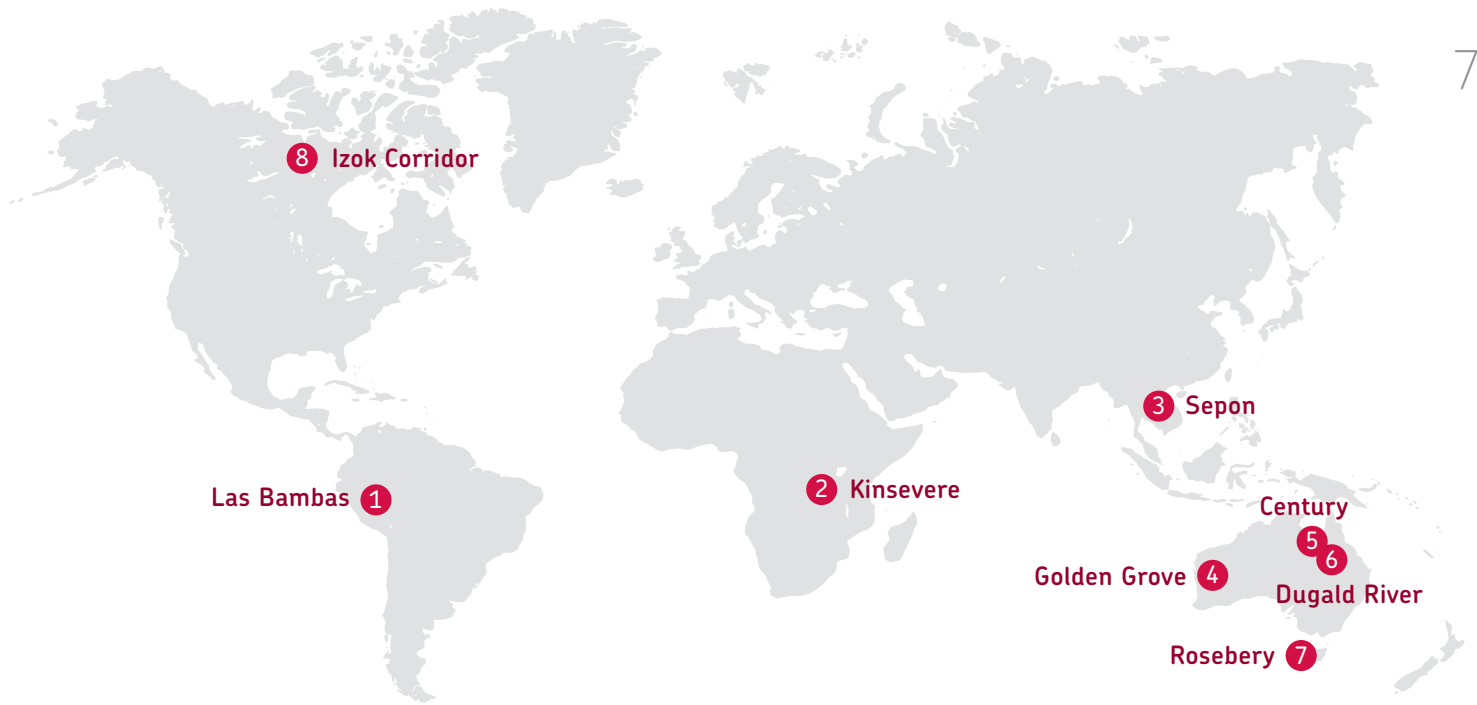 7
8 Izok Corridor
3 Sepon
Las Bambas 1
2 Kinsevere
Century
5
6
Golden Grove 4
Dugald River
Rosebery 7